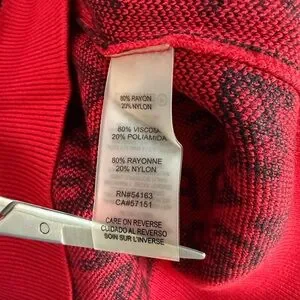 80% RAYON
20% NYLON
80% VISCOSA
20% POLIAMIDA
80% RAYONNE
20% NYLON
RN#54163
CA#57151
CARE ON REVERSE
CUIDADO AL REVERSO
SOIN SUR L'INVERSE